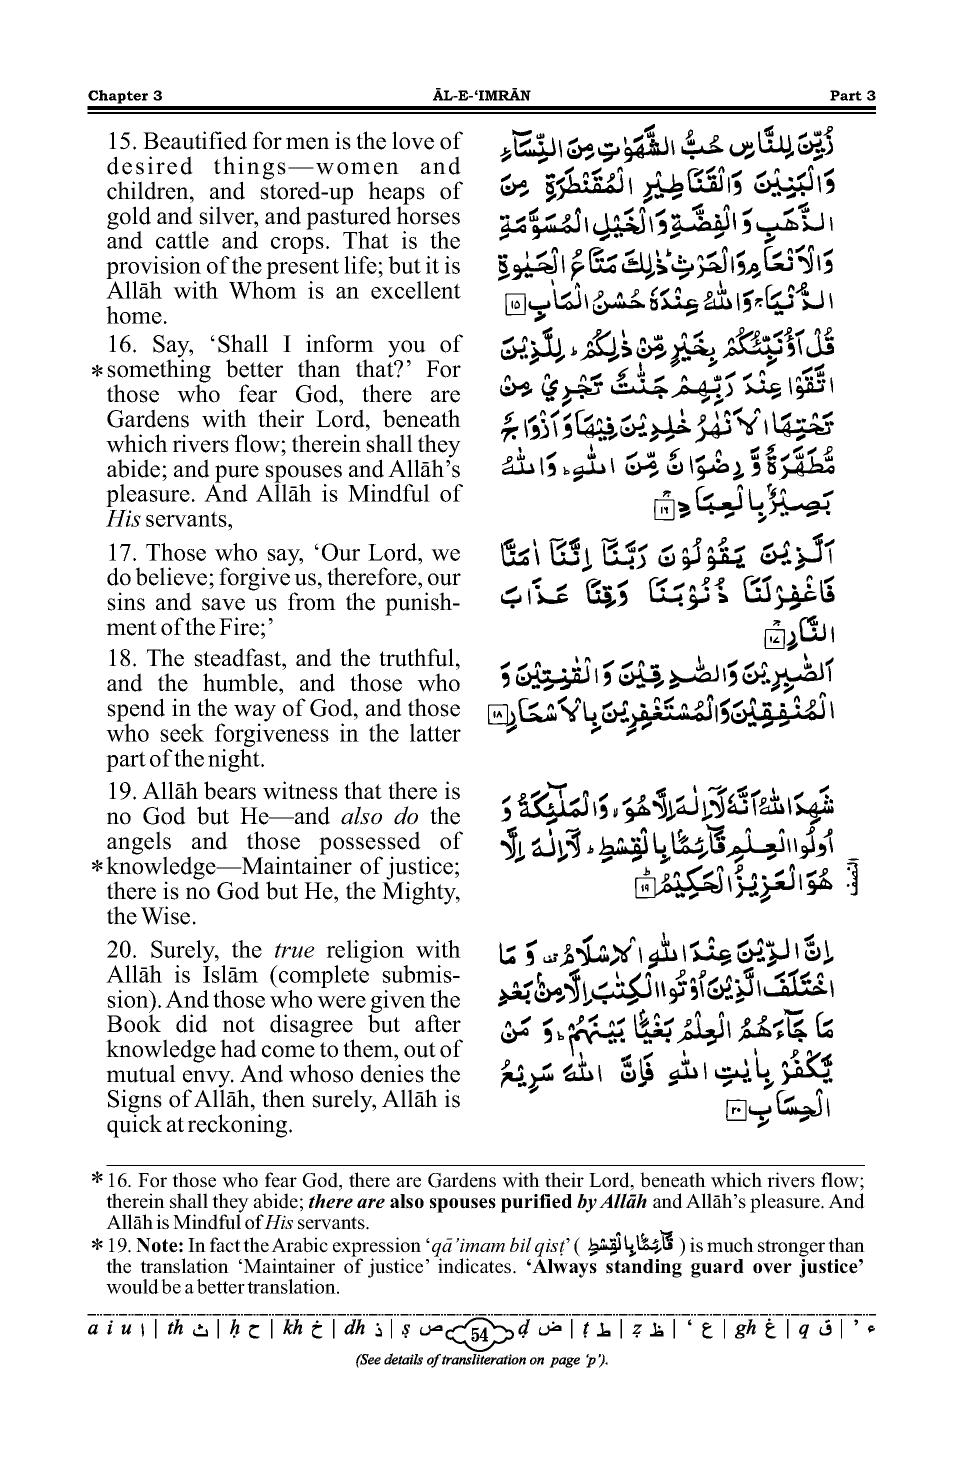 Chapter 3 ĀL-E-‘IMRĀN Part 3
15. Beautified for men is the love of
desired things—women and
children, and stored-up heaps of
gold and silver, and pastured horses
and cattle and crops. That is the
provision of the present life; but it is
Allāh with Whom is an excellent
home.
16. Say, ‘Shall I inform you of
*something better than that?’ For
those who fear God, there are
Gardens with their Lord, beneath
which rivers flow; therein shall they
abide; and pure spouses and Allāh’s
pleasure. And Allāh is Mindful of
His servants,
17. Those who say, ‘Our Lord, we
do believe; forgive us, therefore, our
sins and save us from the punish-
ment of the Fire;’
18. The steadfast, and the truthful,
and the humble, and those who
spend in the way of God, and those
who seek forgiveness in the latter
part of the night.
19. Allāh bears witness that there is
no God but He—and also do the
angels and those possessed of
*knowledge—Maintainer of justice;
there is no God but He, the Mighty,
the Wise.
20. Surely, the true religion with
Allāh is Islām (complete submis-
sion). And those who were given the
Book did not disagree but after
knowledge had come to them, out of
mutual envy. And whoso denies the
Signs of Allāh, then surely, Allāh is
quick at reckoning.
زُيِّنَ لِلنَّاسِ حُبُّ الشَّهَوٰتِ مِنَ النِّسَآءِ
وَالْبَنِيْنَ وَالْقَنَاطِيْرِ الْمُقَنْطَرَةِ مِنَ
الذَّهَبِ وَالْفِضَّةِ وَالْخَيْلِ الْمُسَوَّمَةِ
وَالْاَنْعَامِ وَالْحَرْثِ ؕ ذٰلِكَ مَتَاعُ الْحَيٰوةِ
الدُّنْيَا ۚ وَاللّٰهُ عِنْدَهٗ حُسْنُ الْمَاٰبِ ۱۵
قُلْ اَؤُنَبِّئُكُمْ بِخَيْرٍ مِّنْ ذٰلِكُمْ ؕ لِلَّذِيْنَ
اتَّقَوْا عِنْدَ رَبِّهِمْ جَنّٰتٌ تَجْرِيْ مِنْ
تَحْتِهَا الْاَنْهٰرُ خٰلِدِيْنَ فِيْهَا وَ اَزْوَاجٌ
مُّطَهَّرَةٌ وَّ رِضْوَانٌ مِّنَ اللّٰهِ ؕ وَاللّٰهُ
بَصِيْرٌۢ بِالْعِبَادِ ۚ ۱۶
اَلَّذِيْنَ يَقُوْلُوْنَ رَبَّنَآ اِنَّنَآ اٰمَنَّا
فَاغْفِرْ لَنَا ذُنُوْبَنَا وَقِنَا عَذَابَ
النَّارِ ۚ ۱۷
اَلصّٰبِرِيْنَ وَالصّٰدِقِيْنَ وَالْقٰنِتِيْنَ وَ
الْمُنْفِقِيْنَ وَالْمُسْتَغْفِرِيْنَ بِالْاَسْحَارِ ۱۸
شَهِدَ اللّٰهُ اَنَّهٗ لَآ اِلٰهَ اِلَّا هُوَ ۙ وَالْمَلٰٓئِكَةُ وَ
اُولُوا الْعِلْمِ قَآئِمًۢا بِالْقِسْطِ ؕ لَآ اِلٰهَ اِلَّا
هُوَ الْعَزِيْزُ الْحَكِيْمُ ؕ ۱۹ النصف
اِنَّ الدِّيْنَ عِنْدَ اللّٰهِ الْاِسْلَامُ ۟ وَ مَا
اخْتَلَفَ الَّذِيْنَ اُوْتُوا الْكِتٰبَ اِلَّا مِنْۢ بَعْدِ
مَا جَآءَهُمُ الْعِلْمُ بَغْيًۢا بَيْنَهُمْ ؕ وَ مَنْ
يَّكْفُرْ بِاٰيٰتِ اللّٰهِ فَاِنَّ اللّٰهَ سَرِيْعُ
الْحِسَابِ ۲۰
*16. For those who fear God, there are Gardens with their Lord, beneath which rivers flow;
therein shall they abide; there are also spouses purified by Allāh and Allāh’s pleasure. And
Allāh is Mindful of His servants.
*19. Note: In fact the Arabic expression ‘qā’imam bil qisṭ’ ( قَآئِمًۢا بِالْقِسْطِ ) is much stronger than
the translation ‘Maintainer of justice’ indicates. ‘Always standing guard over justice’
would be a better translation.
a i u ا | th ث | ḥ ح | kh خ | dh ذ | ṣ ص 54 ḍ ض | ṭ ط | ẓ ظ | ‘ ع | gh غ | q ق | ’ ء
(See details of transliteration on page ‘p’).